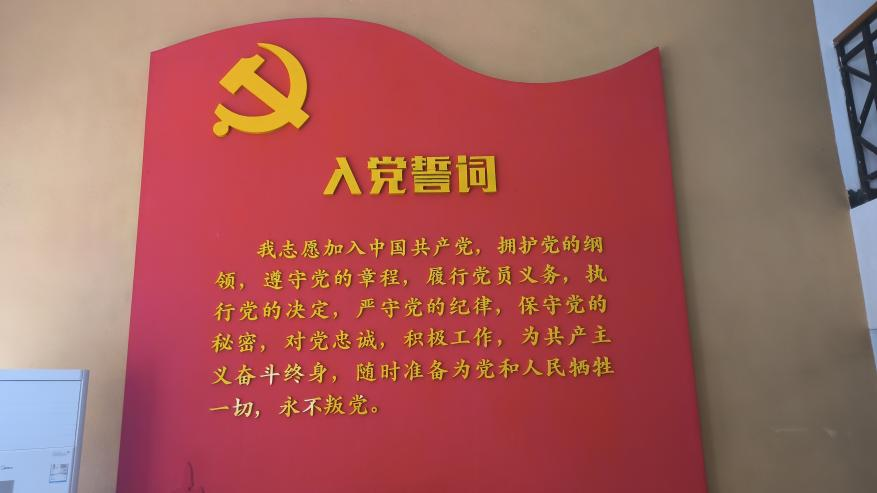 入党誓词
我志愿加入中国共产党，拥护党的纲
领，遵守党的章程，履行党员义务，执
行党的决定，严守党的纪律，保守党的
秘密，对党忠诚，积极工作，为共产主
义奋斗终身，随时准备为党和人民牺牲
一切，永不叛党。
Midea